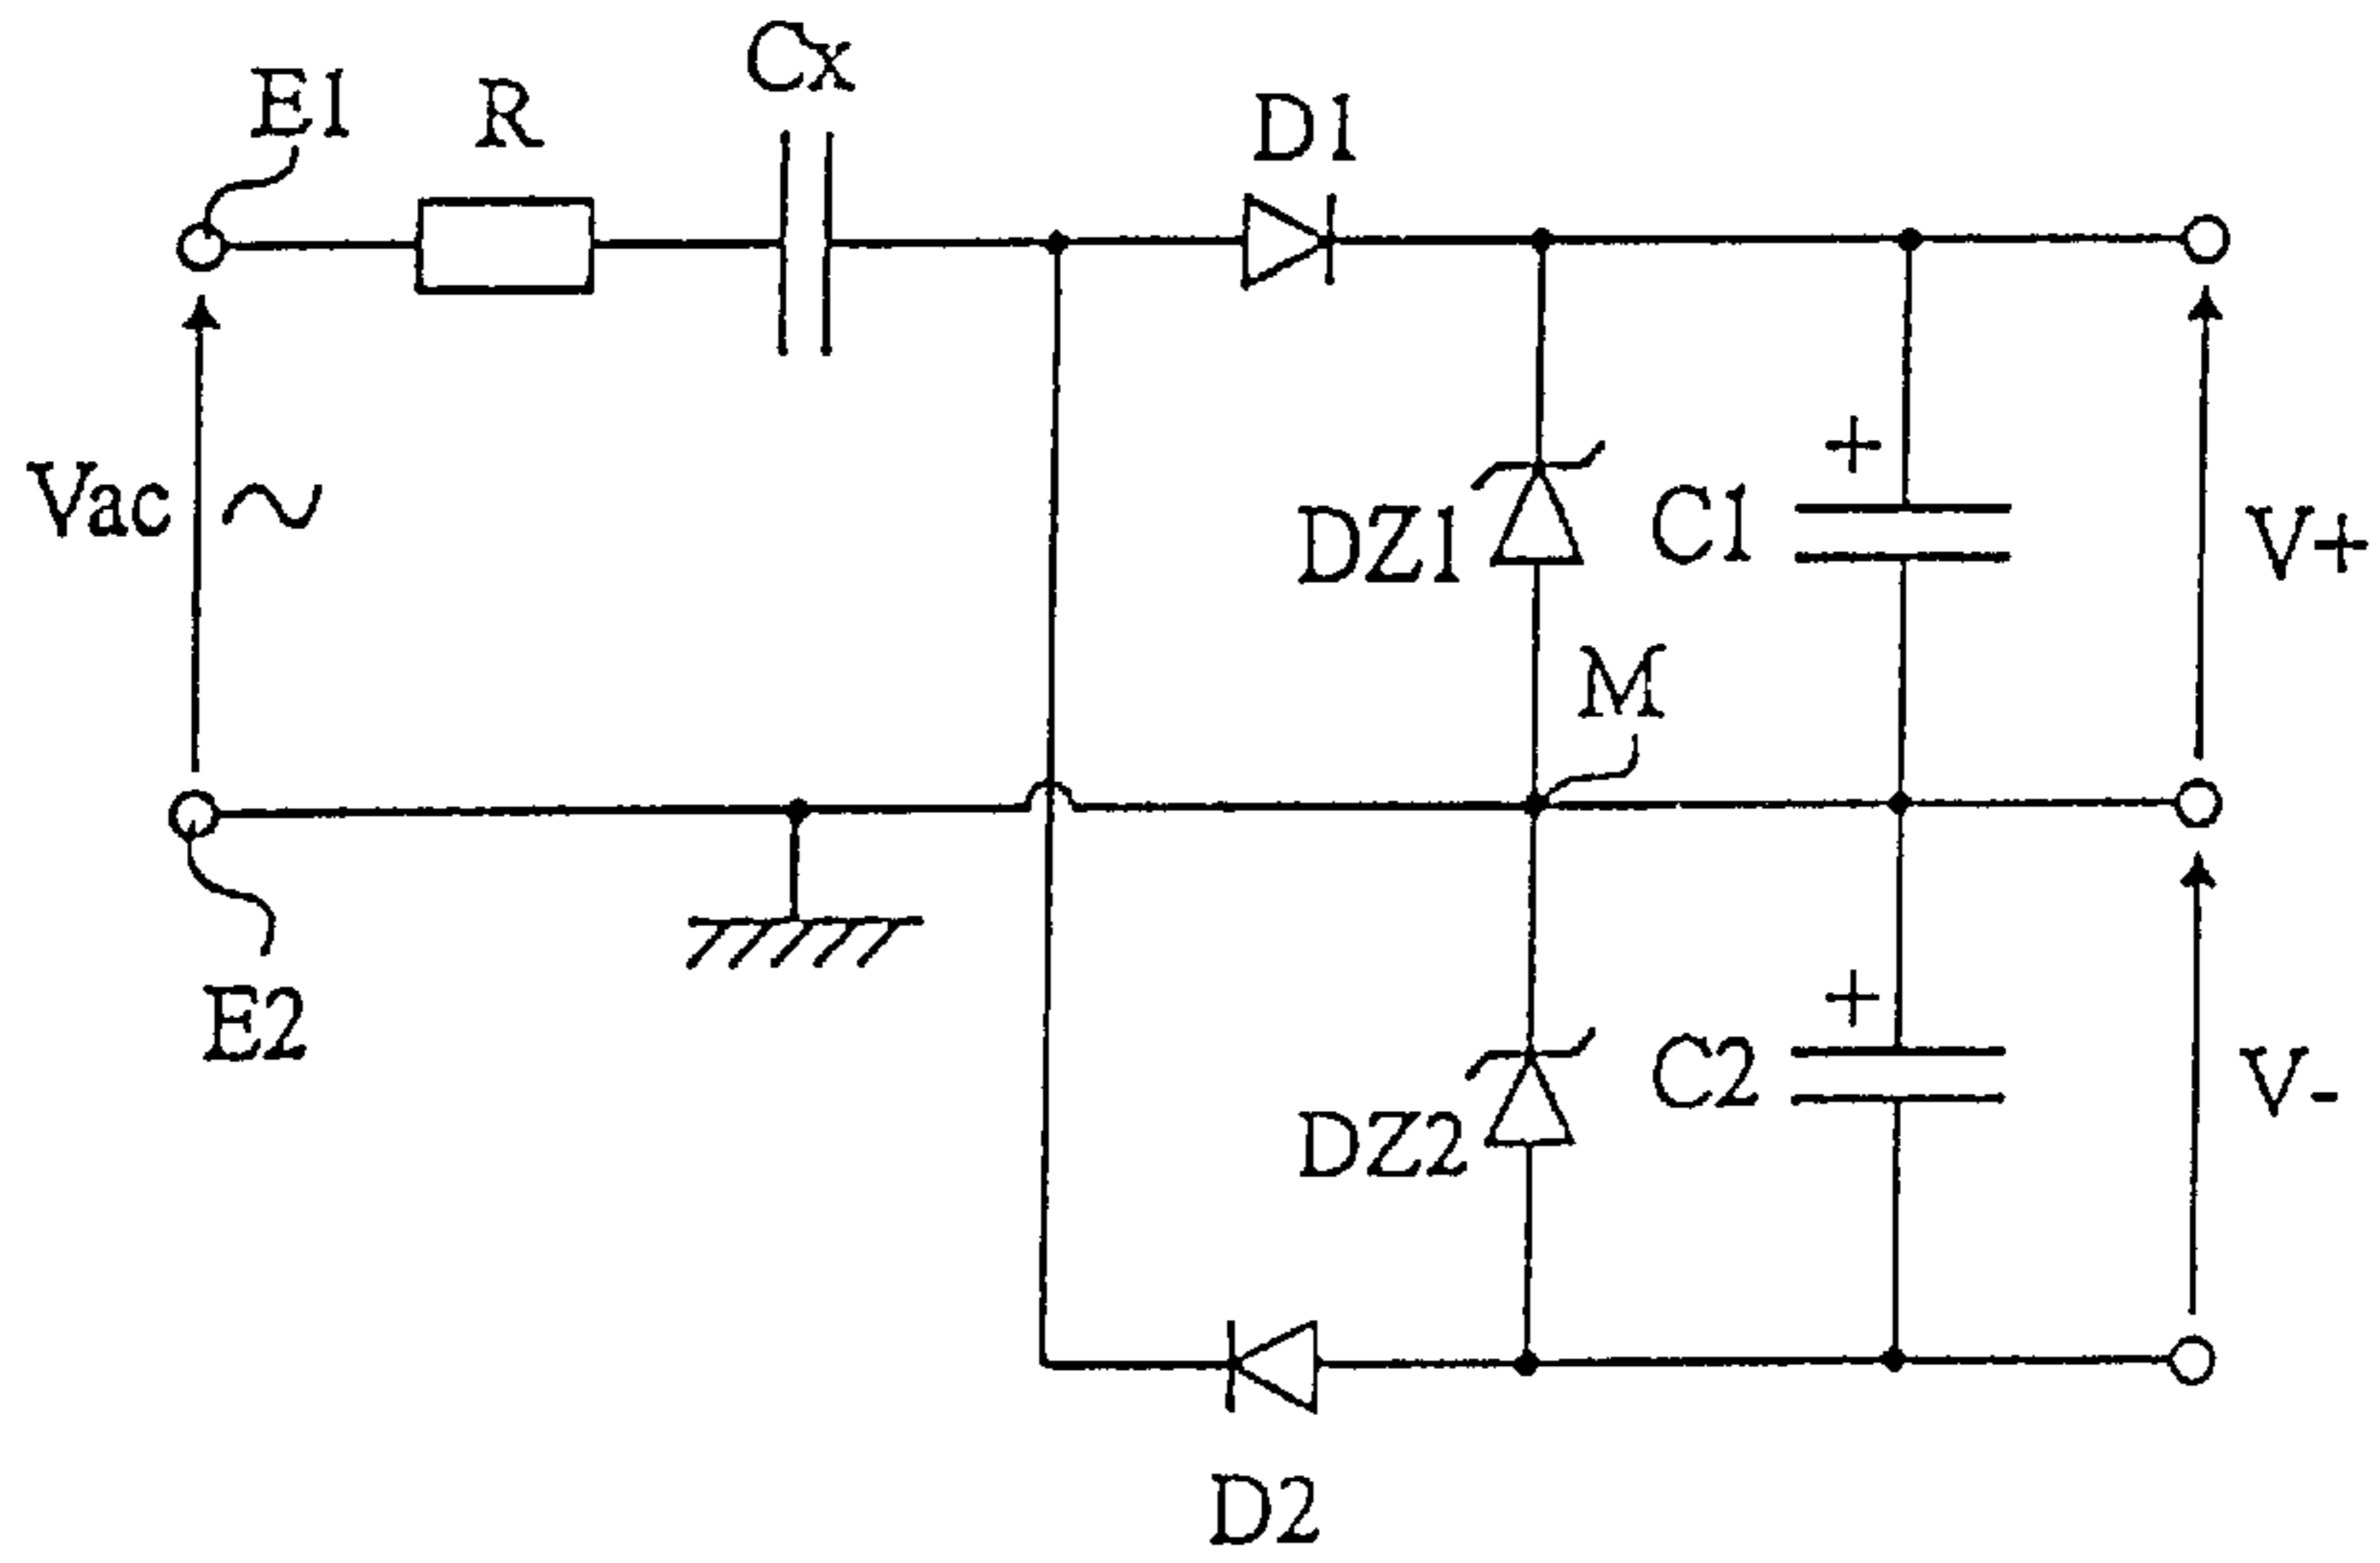 Cx
E1
R
D1
Vac
+
DZ1
C1
V+
M
+
E2
C2
V-
DZ2
D2